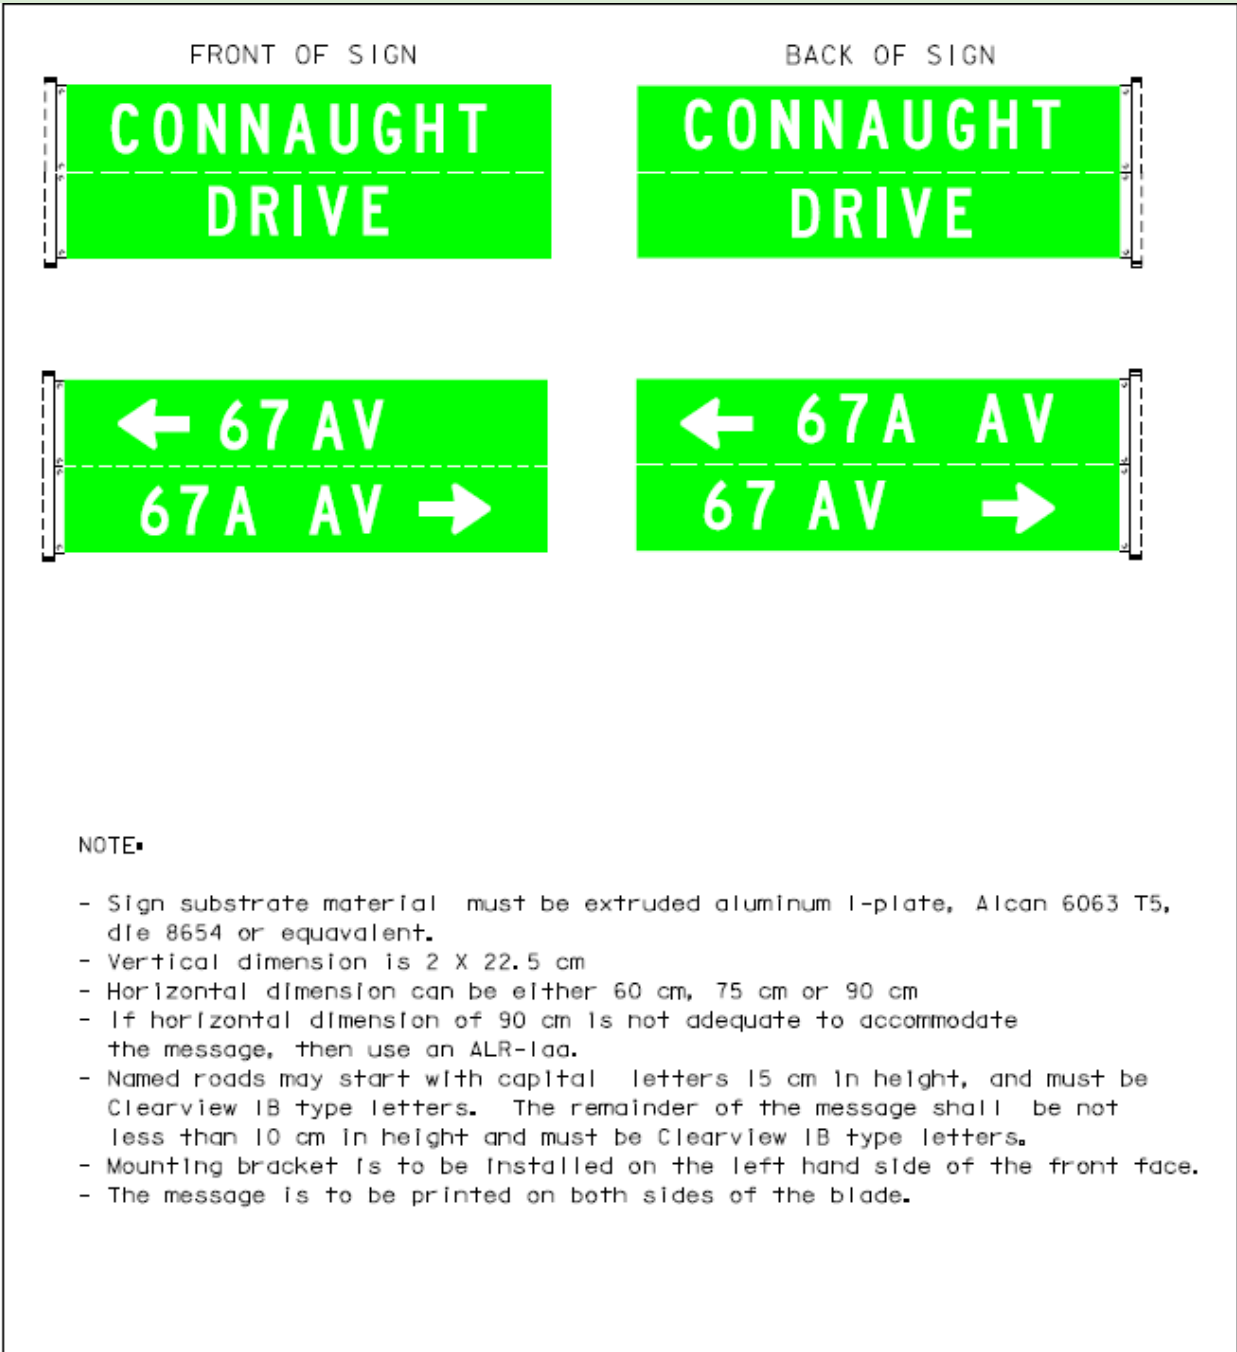 FRONT OF SIGN
BACK OF SIGN
CONNAUGHT
DRIVE
CONNAUGHT
DRIVE
67 AV
67A AV
67A AV
67 AV
NOTE:
- Sign substrate material must be extruded aluminum I-plate, Alcan 6063 T5,
die 8654 or equavalent.
- Vertical dimension is 2 X 22.5 cm
- Horizontal dimension can be either 60 cm, 75 cm or 90 cm
- If horizontal dimension of 90 cm is not adequate to accommodate
the message, then use an ALR-1aa.
- Named roads may start with capital letters 15 cm in height, and must be
Clearview 1B type letters. The remainder of the message shall be not
less than 10 cm in height and must be Clearview 1B type letters.
- Mounting bracket is to be installed on the left hand side of the front face.
- The message is to be printed on both sides of the blade.